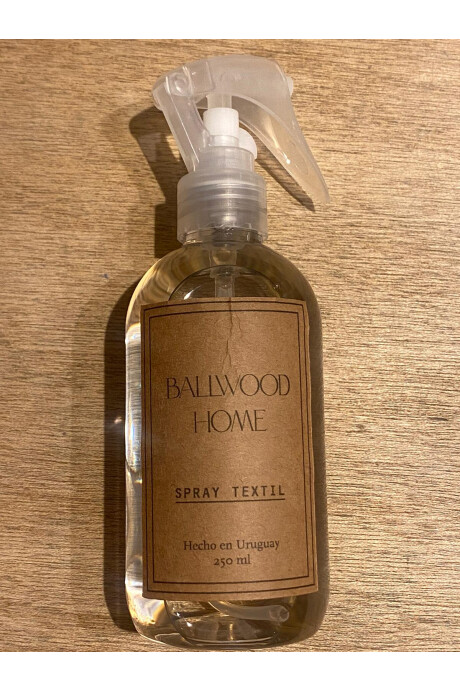 BALLWOOD
HOME
SPRAY TEXTIL
Hecho en Uruguay
250 ml